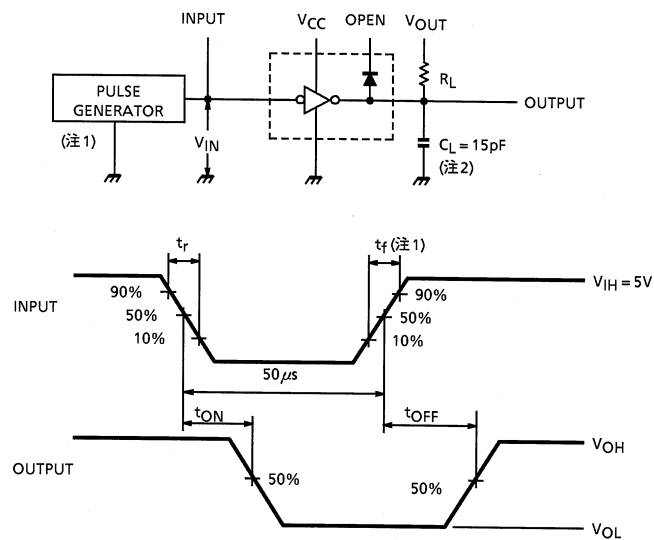 INPUT
VCC
OPEN
VOUT
PULSE
GENERATOR
(注1)
VIN
RL
OUTPUT
CL = 15pF
(注2)
tr
tf (注1)
INPUT
90%
50%
10%
90%
50%
10%
VIH = 5V
50μs
tON
tOFF
OUTPUT
50%
50%
VOH
VOL